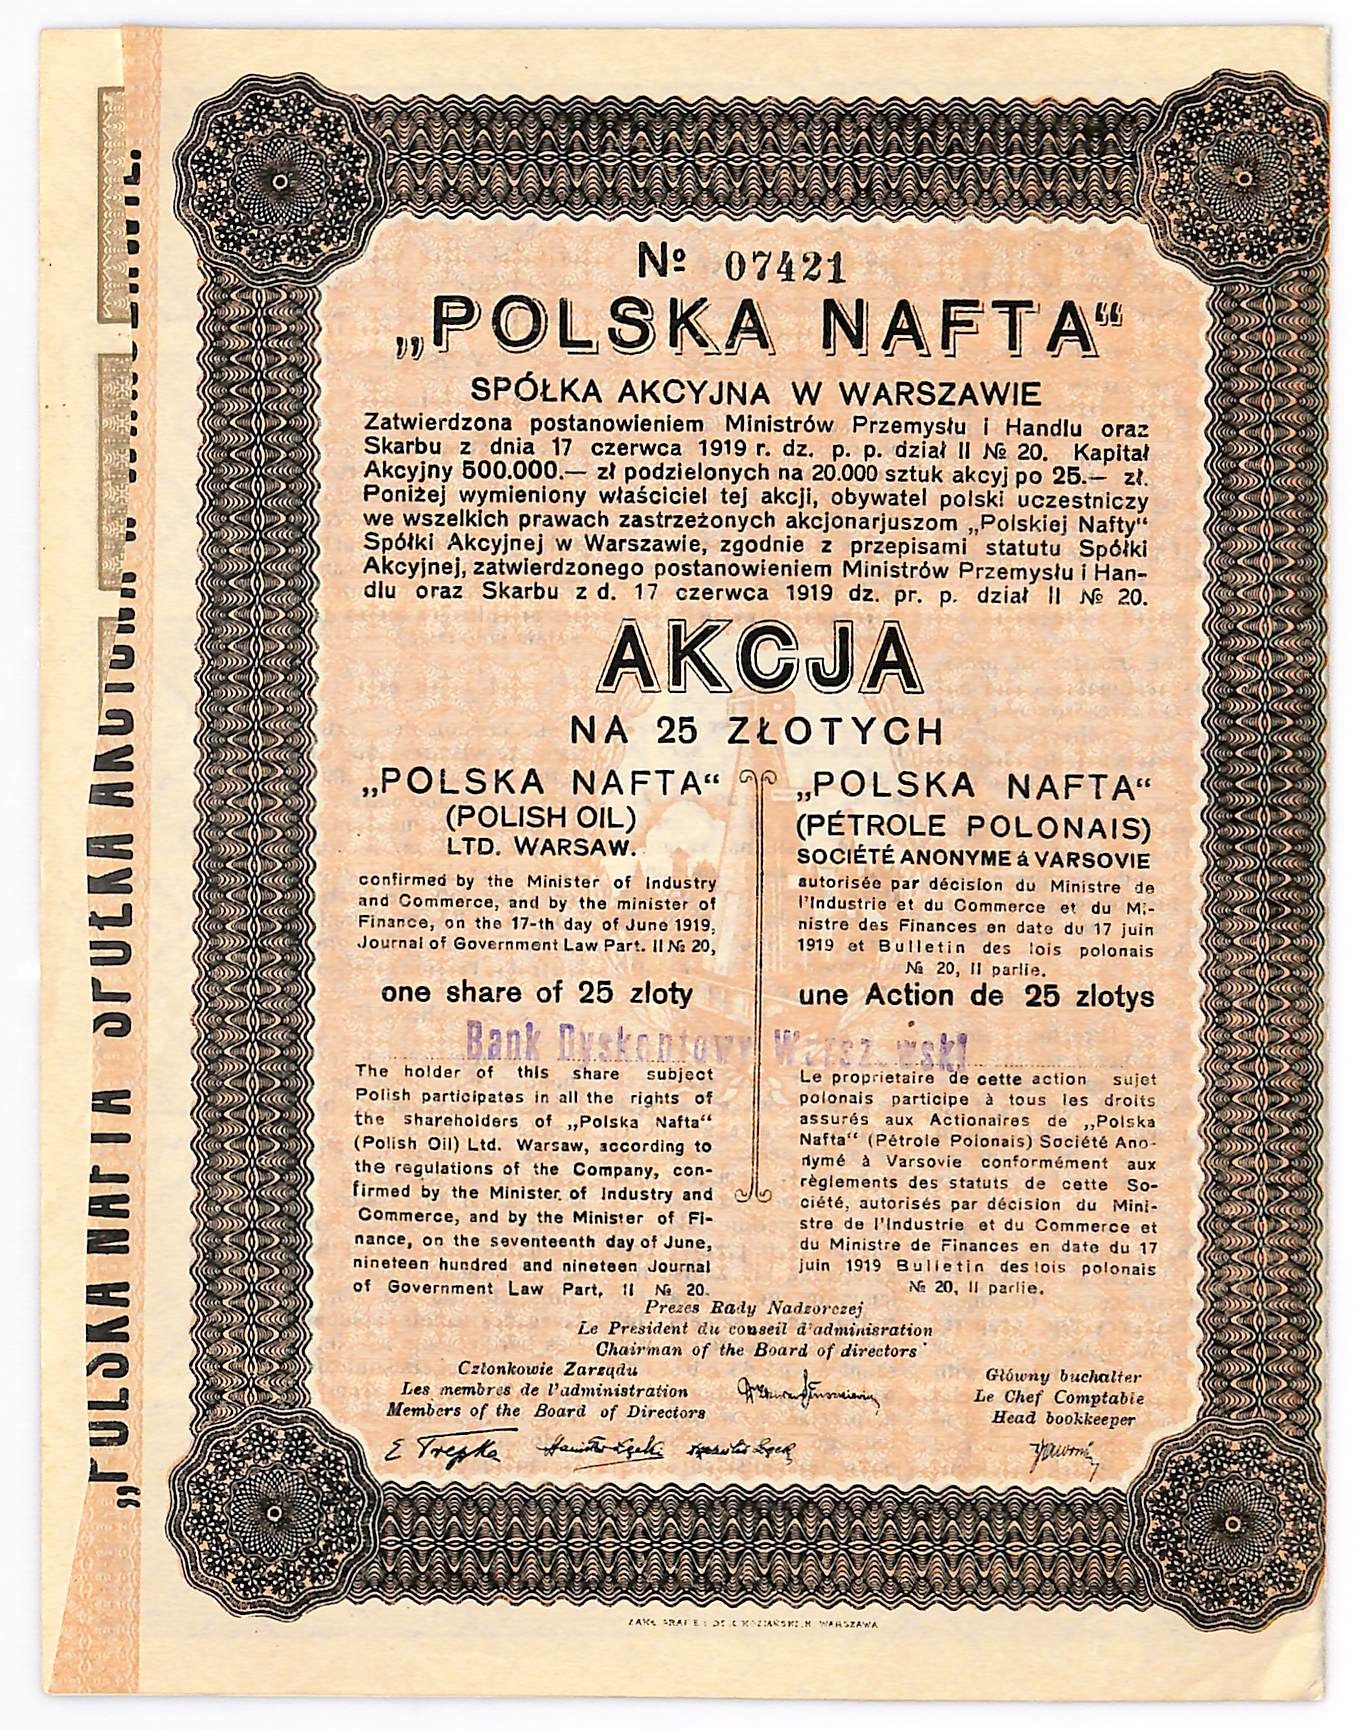 № 07421
„POLSKA NAFTA“
SPÓŁKA AKCYJNA W WARSZAWIE
Zatwierdzona postanowieniem Ministrów Przemysłu i Handlu oraz
Skarbu z dnia 17 czerwca 1919 r. dz. p. p. dział II № 20. Kapitał
Akcyjny 500.000.— zł podzielonych na 20.000 sztuk akcyj po 25.— zł.
Poniżej wymieniony właściciel tej akcji, obywatel polski uczestniczy
we wszelkich prawach zastrzeżonych akcjonarjuszom „Polskiej Nafty“
Spółki Akcyjnej w Warszawie, zgodnie z przepisami statutu Spółki
Akcyjnej, zatwierdzonego postanowieniem Ministrów Przemysłu i Han-
dlu oraz Skarbu z d. 17 czerwca 1919 dz. pr. p. dział II № 20.
AKCJA
NA 25 ZŁOTYCH
„POLSKA NAFTA“
(POLISH OIL)
LTD. WARSAW.
confirmed by the Minister of Industry
and Commerce, and by the minister of
Finance, on the 17-th day of June 1919,
Journal of Government Law Part. II № 20,
one share of 25 zloty
„POLSKA NAFTA“
(PÉTROLE POLONAIS)
SOCIÉTÉ ANONYME á VARSOVIE
autorisée par décision du Ministre de
l'Industrie et du Commerce et du Mi-
nistre des Finances en date du 17 juin
1919 et Bulletin des lois polonais
№ 20, II parlie.
une Action de 25 zlotys
Bank Dyskontowy Warszawski
The holder of this share subject
Polish participates in all the rights of
the shareholders of „Polska Nafta“
(Polish Oil) Ltd. Warsaw, according to
the regulations of the Company, con-
firmed by the Minister of Industry and
Commerce, and by the Minister of Fi-
nance, on the seventeenth day of June,
nineteen hundred and nineteen Journal
of Government Law Part, II № 20.
Le proprietaire de cette action sujet
polonais participe à tous les droits
assurés aux Actionaires de „Polska
Nafta“ (Pétrole Polonais) Société Ano-
nymé à Varsovie conformément aux
règlements des statuts de cette So-
ciété, autorisés par décision du Mini-
stre de l'Industrie et du Commerce et
du Ministre de Finances en date du 17
juin 1919 Bulletin des lois polonais
№ 20, II parlie.
Prezes Rady Nadzorczej
Le President du conseil d'adminisration
Chairman of the Board of directors
Członkowie Zarządu
Les membres de l'administration
Members of the Board of Directors
Główny buchalter
Le Chef Comptabie
Head bookkeeper
E Trepka
„POLSKA NAFTA SPÓŁKA AKCYJNA W